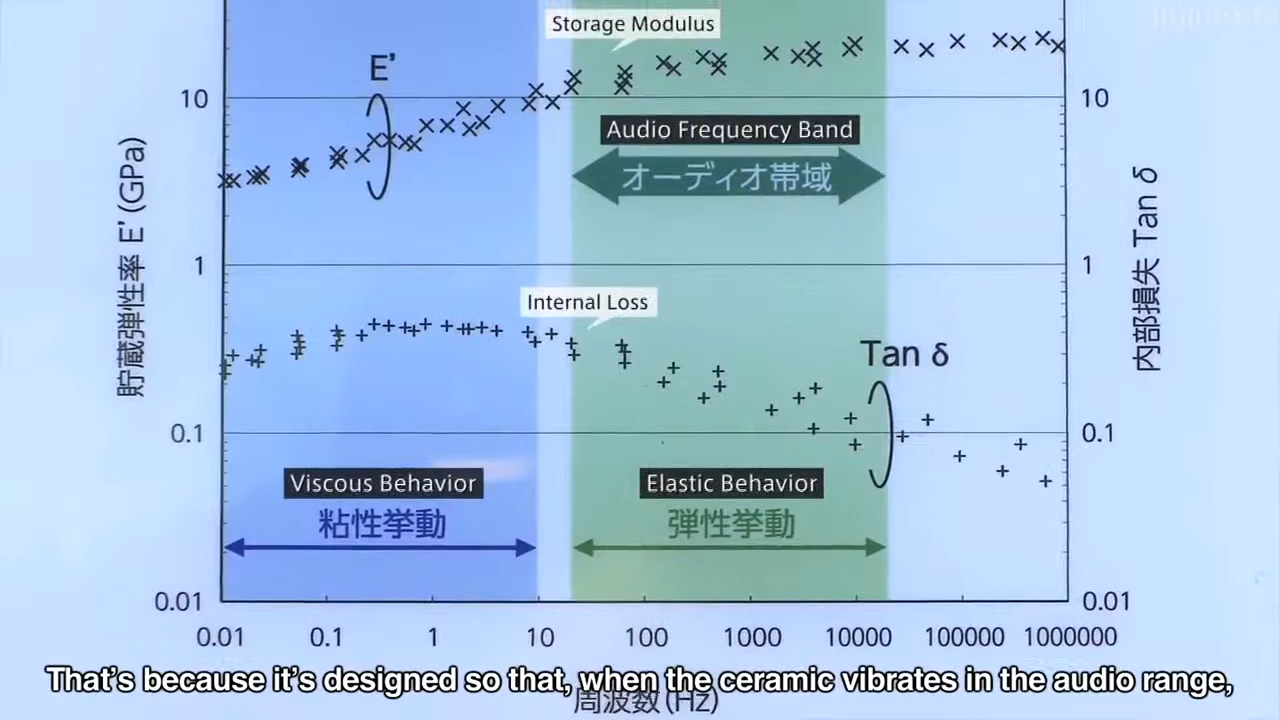 Storage Modulus
E'
10
10
Audio Frequency Band
オーディオ帯域
貯蔵弾性率 E' (GPa)
内部損失 Tan δ
1
1
Internal Loss
Tan δ
0.1
0.1
Viscous Behavior
Elastic Behavior
粘性挙動
弾性挙動
0.01
0.01
0.01 0.1 1 10 100 1000 10000 100000 1000000
That's because it's designed so that, when the ceramic vibrates in the audio range,
周波数 (Hz)